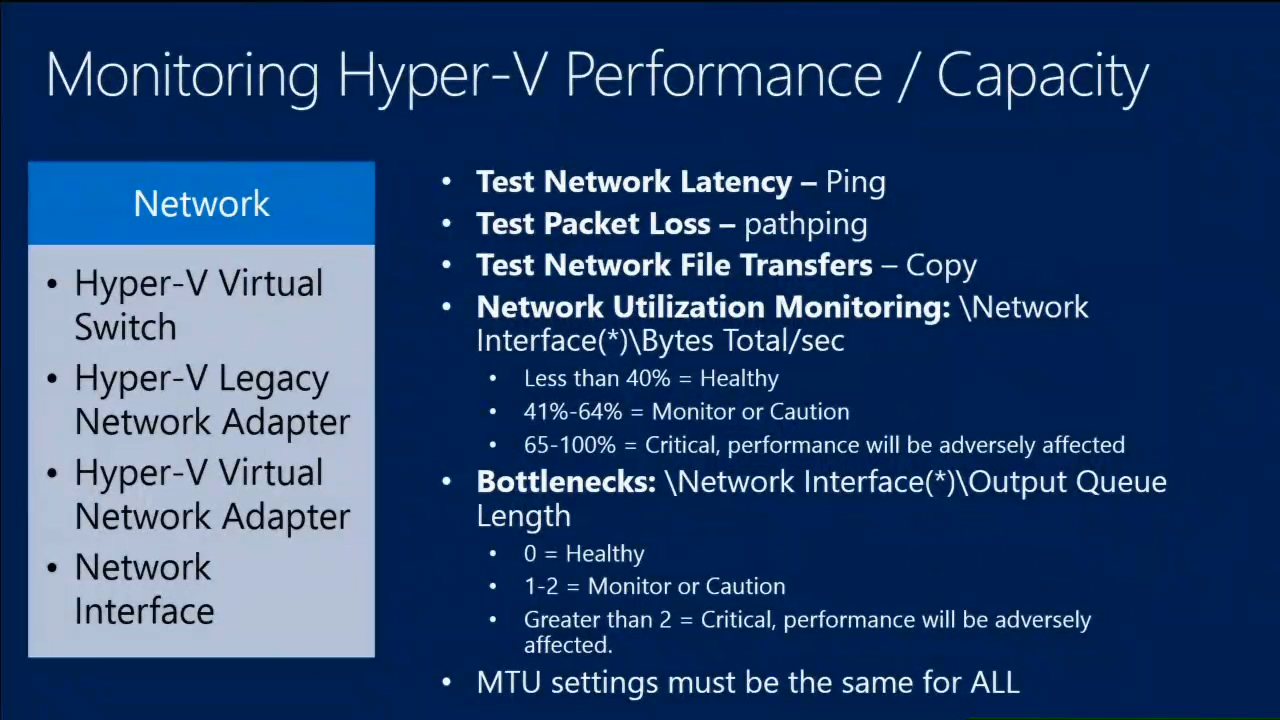 Monitoring Hyper-V Performance / Capacity
Network
• Hyper-V Virtual
Switch
• Hyper-V Legacy
Network Adapter
• Hyper-V Virtual
Network Adapter
• Network
Interface
• Test Network Latency – Ping
• Test Packet Loss – pathping
• Test Network File Transfers – Copy
• Network Utilization Monitoring: \Network
Interface(*)\Bytes Total/sec
• Less than 40% = Healthy
• 41%-64% = Monitor or Caution
• 65-100% = Critical, performance will be adversely affected
• Bottlenecks: \Network Interface(*)\Output Queue
Length
• 0 = Healthy
• 1-2 = Monitor or Caution
• Greater than 2 = Critical, performance will be adversely
affected.
• MTU settings must be the same for ALL